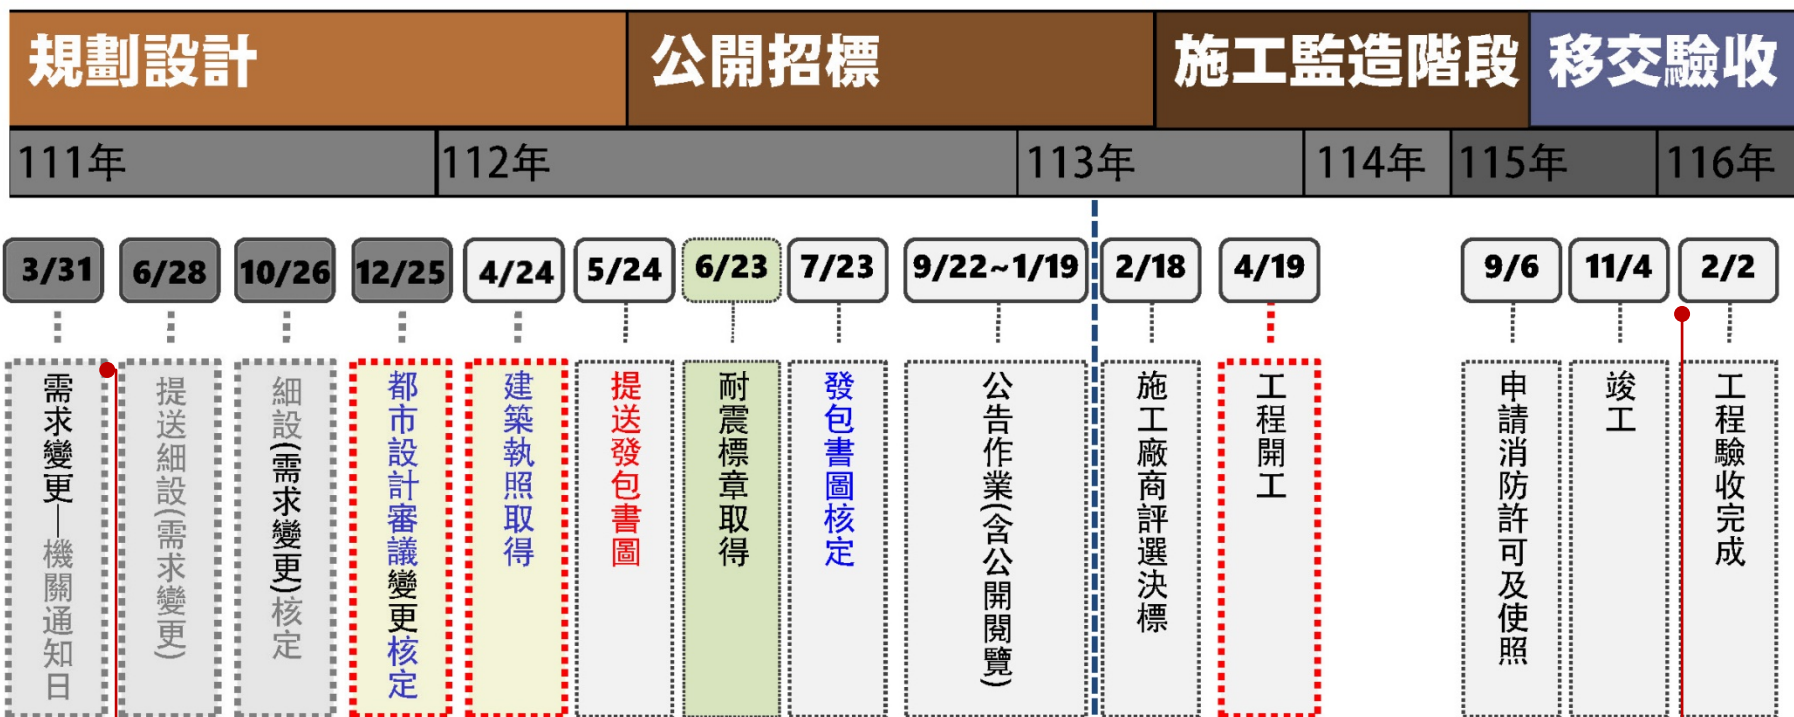 規劃設計
公開招標
施工監造階段
移交驗收
111年
112年
113年
114年
115年
116年
3/31
6/28
10/26
12/25
4/24
5/24
6/23
7/23
9/22~1/19
2/18
4/19
9/6
11/4
2/2
需求變更—機關通知日
提送細設(需求變更)
細設(需求變更)核定
都市設計審議變更核定
建築執照取得
提送發包書圖
耐震標章取得
發包書圖核定
公告作業(含公開閱覽)
施工廠商評選決標
工程開工
申請消防許可及使照
竣工
工程驗收完成